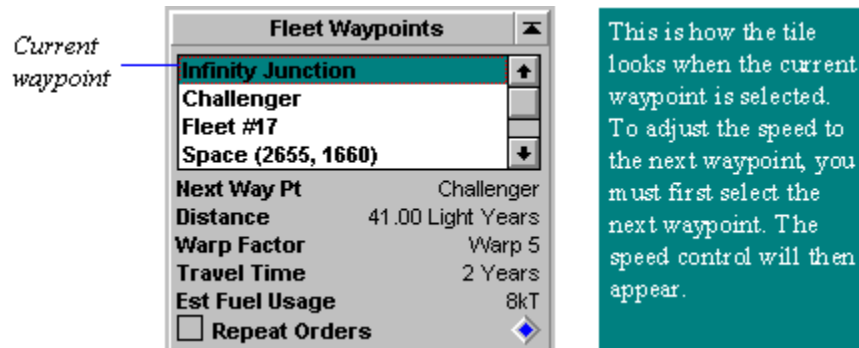 Current
waypoint
Fleet Waypoints
Infinity Junction
Challenger
Fleet #17
Space (2655, 1660)
Next Way Pt Challenger
Distance 41.00 Light Years
Warp Factor Warp 5
Travel Time 2 Years
Est Fuel Usage 8kT
Repeat Orders
This is how the tile
looks when the current
waypoint is selected.
To adjust the speed to
the next waypoint, you
must first select the
next waypoint. The
speed control will then
appear.